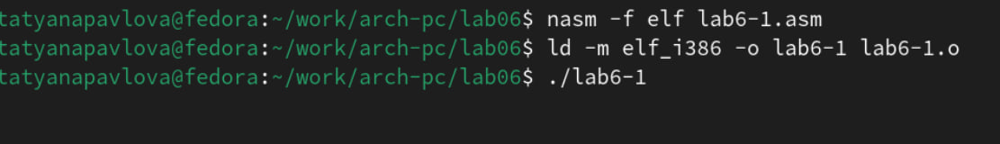 tatyanapavlova@fedora:~/work/arch-pc/lab06$ nasm -f elf lab6-1.asm
tatyanapavlova@fedora:~/work/arch-pc/lab06$ ld -m elf_i386 -o lab6-1 lab6-1.o
tatyanapavlova@fedora:~/work/arch-pc/lab06$ ./lab6-1